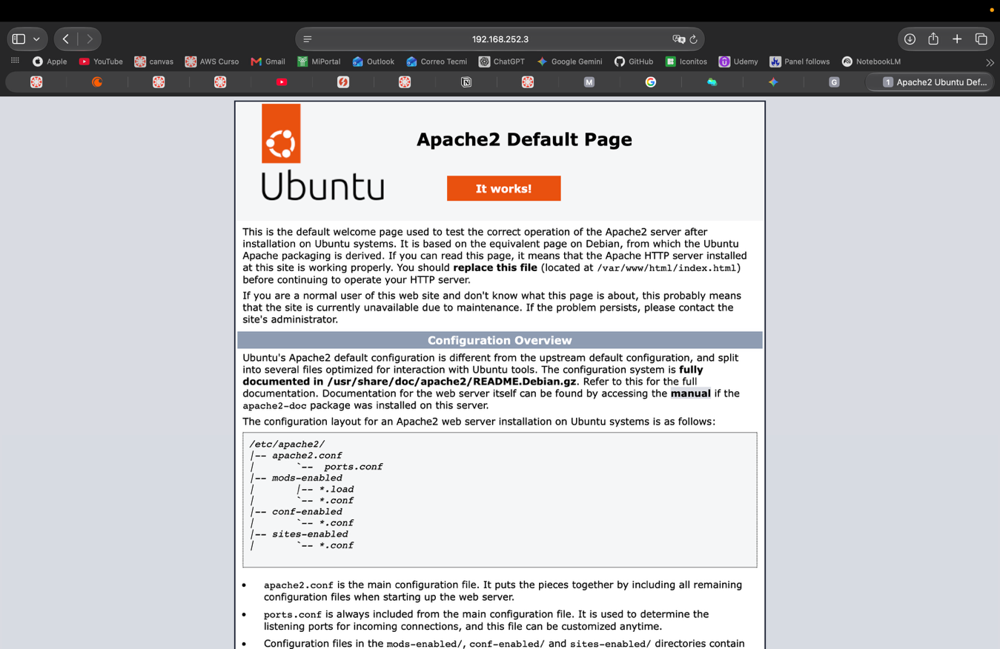 192.168.252.3
Apple YouTube canvas AWS Curso Gmail MiPortal Outlook Correo Tecmi ChatGPT Google Gemini GitHub Iconitos Udemy Panel follows NotebookLM
M G 1 Apache2 Ubuntu Def...
Apache2 Default Page
Ubuntu
It works!
This is the default welcome page used to test the correct operation of the Apache2 server after
installation on Ubuntu systems. It is based on the equivalent page on Debian, from which the Ubuntu
Apache packaging is derived. If you can read this page, it means that the Apache HTTP server installed
at this site is working properly. You should replace this file (located at /var/www/html/index.html)
before continuing to operate your HTTP server.
If you are a normal user of this web site and don't know what this page is about, this probably means
that the site is currently unavailable due to maintenance. If the problem persists, please contact the
site's administrator.
Configuration Overview
Ubuntu's Apache2 default configuration is different from the upstream default configuration, and split
into several files optimized for interaction with Ubuntu tools. The configuration system is fully
documented in /usr/share/doc/apache2/README.Debian.gz. Refer to this for the full
documentation. Documentation for the web server itself can be found by accessing the manual if the
apache2-doc package was installed on this server.
The configuration layout for an Apache2 web server installation on Ubuntu systems is as follows:
/etc/apache2/
|-- apache2.conf
|       `--  ports.conf
|-- mods-enabled
|       |-- *.load
|       `-- *.conf
|-- conf-enabled
|       `-- *.conf
|-- sites-enabled
|       `-- *.conf
• apache2.conf is the main configuration file. It puts the pieces together by including all remaining
configuration files when starting up the web server.
• ports.conf is always included from the main configuration file. It is used to determine the
listening ports for incoming connections, and this file can be customized anytime.
• Configuration files in the mods-enabled/, conf-enabled/ and sites-enabled/ directories contain